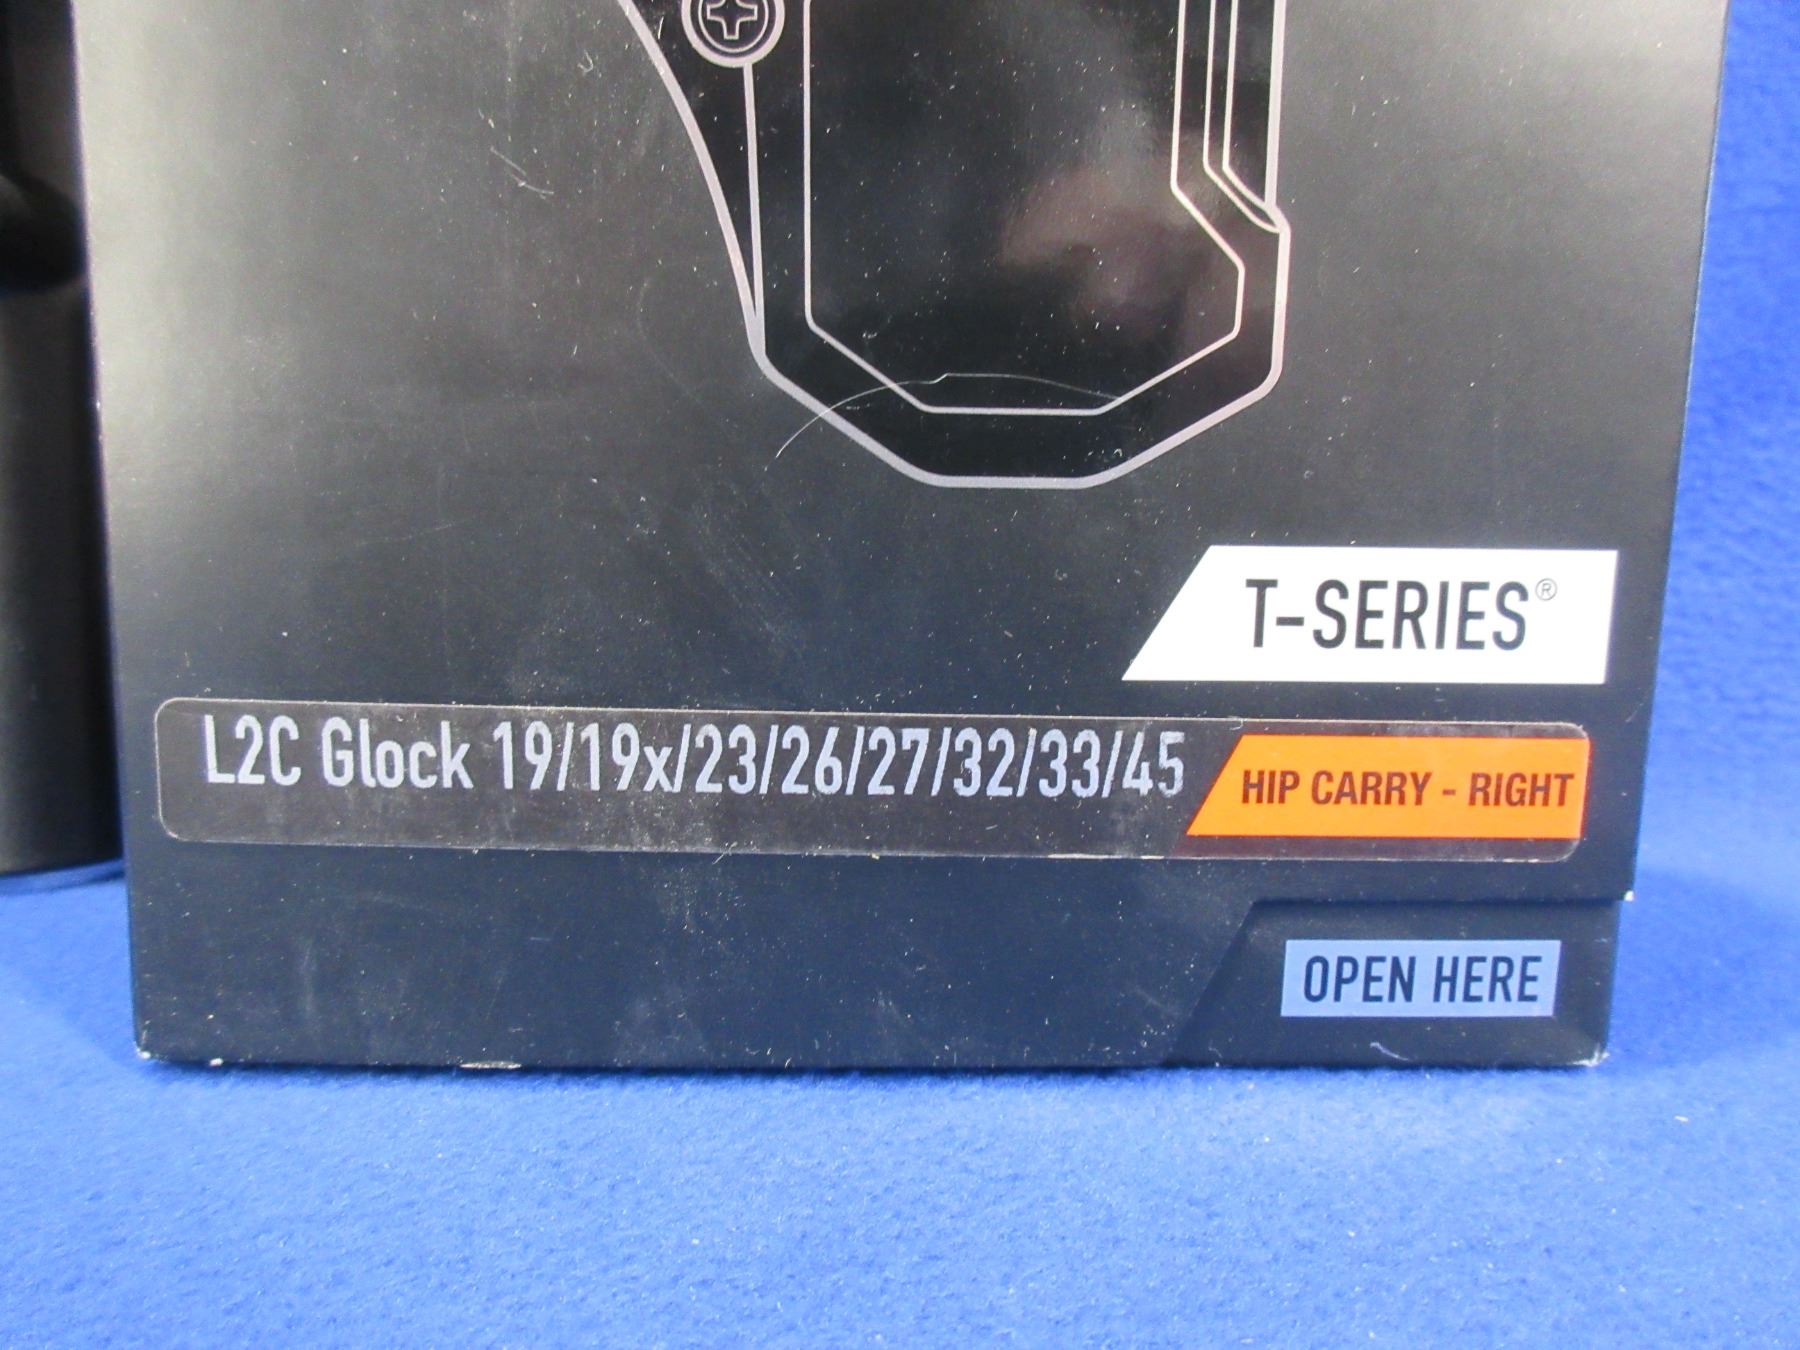 T-SERIES®
L2C Glock 19/19x/23/26/27/32/33/45
HIP CARRY - RIGHT
OPEN HERE